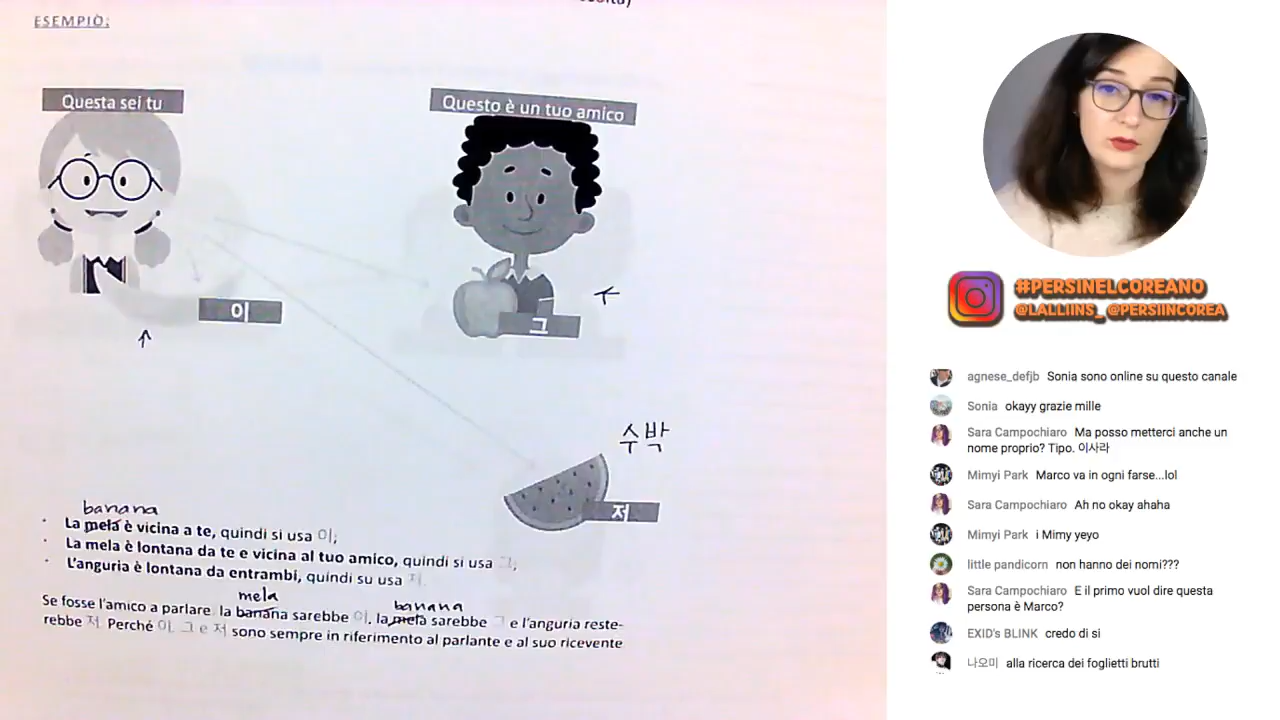 ESEMPIO:
Questa sei tu
Questo è un tuo amico
이
그
수박
저
banana
La mela è vicina a te, quindi si usa 이;
La mela è lontana da te e vicina al tuo amico, quindi si usa 그;
L'anguria è lontana da entrambi, quindi su usa 저.
mela
banana
Se fosse l'amico a parlare, la banana sarebbe 이, la mela sarebbe 그 e l'anguria reste-
rebbe 저. Perché 이, 그 e 저 sono sempre in riferimento al parlante e al suo ricevente
#PERSINELCOREANO
@LALLIINS_ @PERSIINCOREA
agnese_defjb Sonia sono online su questo canale
Sonia okayy grazie mille
Sara Campochiaro Ma posso metterci anche un
nome proprio? Tipo. 이사라
Mimyi Park Marco va in ogni farse...lol
Sara Campochiaro Ah no okay ahaha
Mimyi Park i Mimy yeyo
little pandicorn non hanno dei nomi???
Sara Campochiaro E il primo vuol dire questa
persona è Marco?
EXID's BLINK credo di si
나오미 alla ricerca dei foglietti brutti